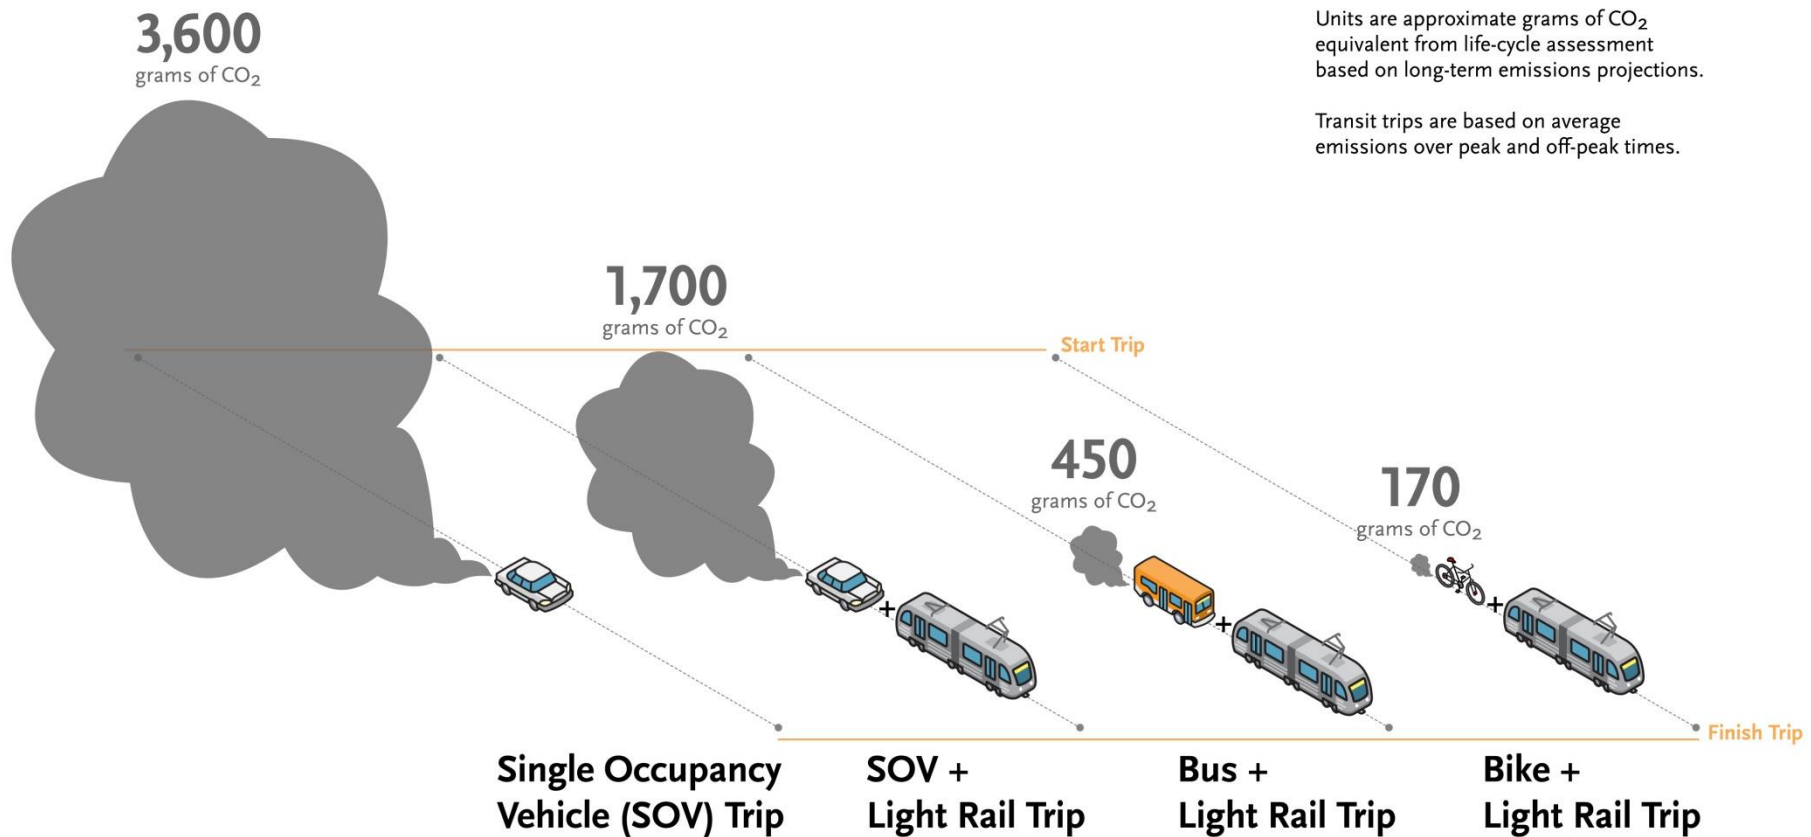 3,600
grams of CO₂
Units are approximate grams of CO₂
equivalent from life-cycle assessment
based on long-term emissions projections.
Transit trips are based on average
emissions over peak and off-peak times.
1,700
grams of CO₂
Start Trip
450
grams of CO₂
170
grams of CO₂
+
+
+
Finish Trip
Single Occupancy
Vehicle (SOV) Trip
SOV +
Light Rail Trip
Bus +
Light Rail Trip
Bike +
Light Rail Trip